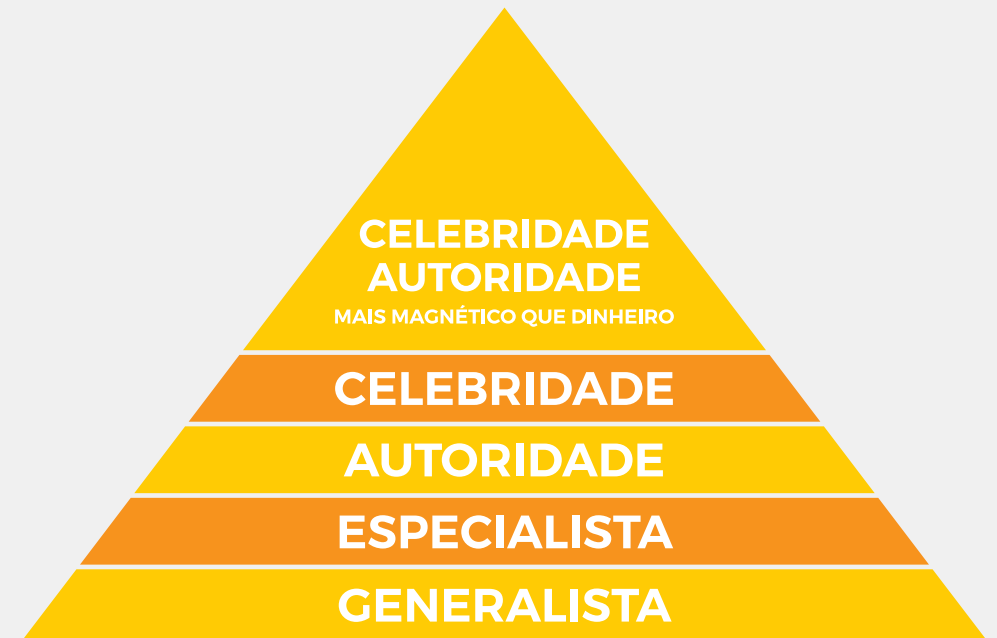 CELEBRIDADE
AUTORIDADE
MAIS MAGNÉTICO QUE DINHEIRO
CELEBRIDADE
AUTORIDADE
ESPECIALISTA
GENERALISTA